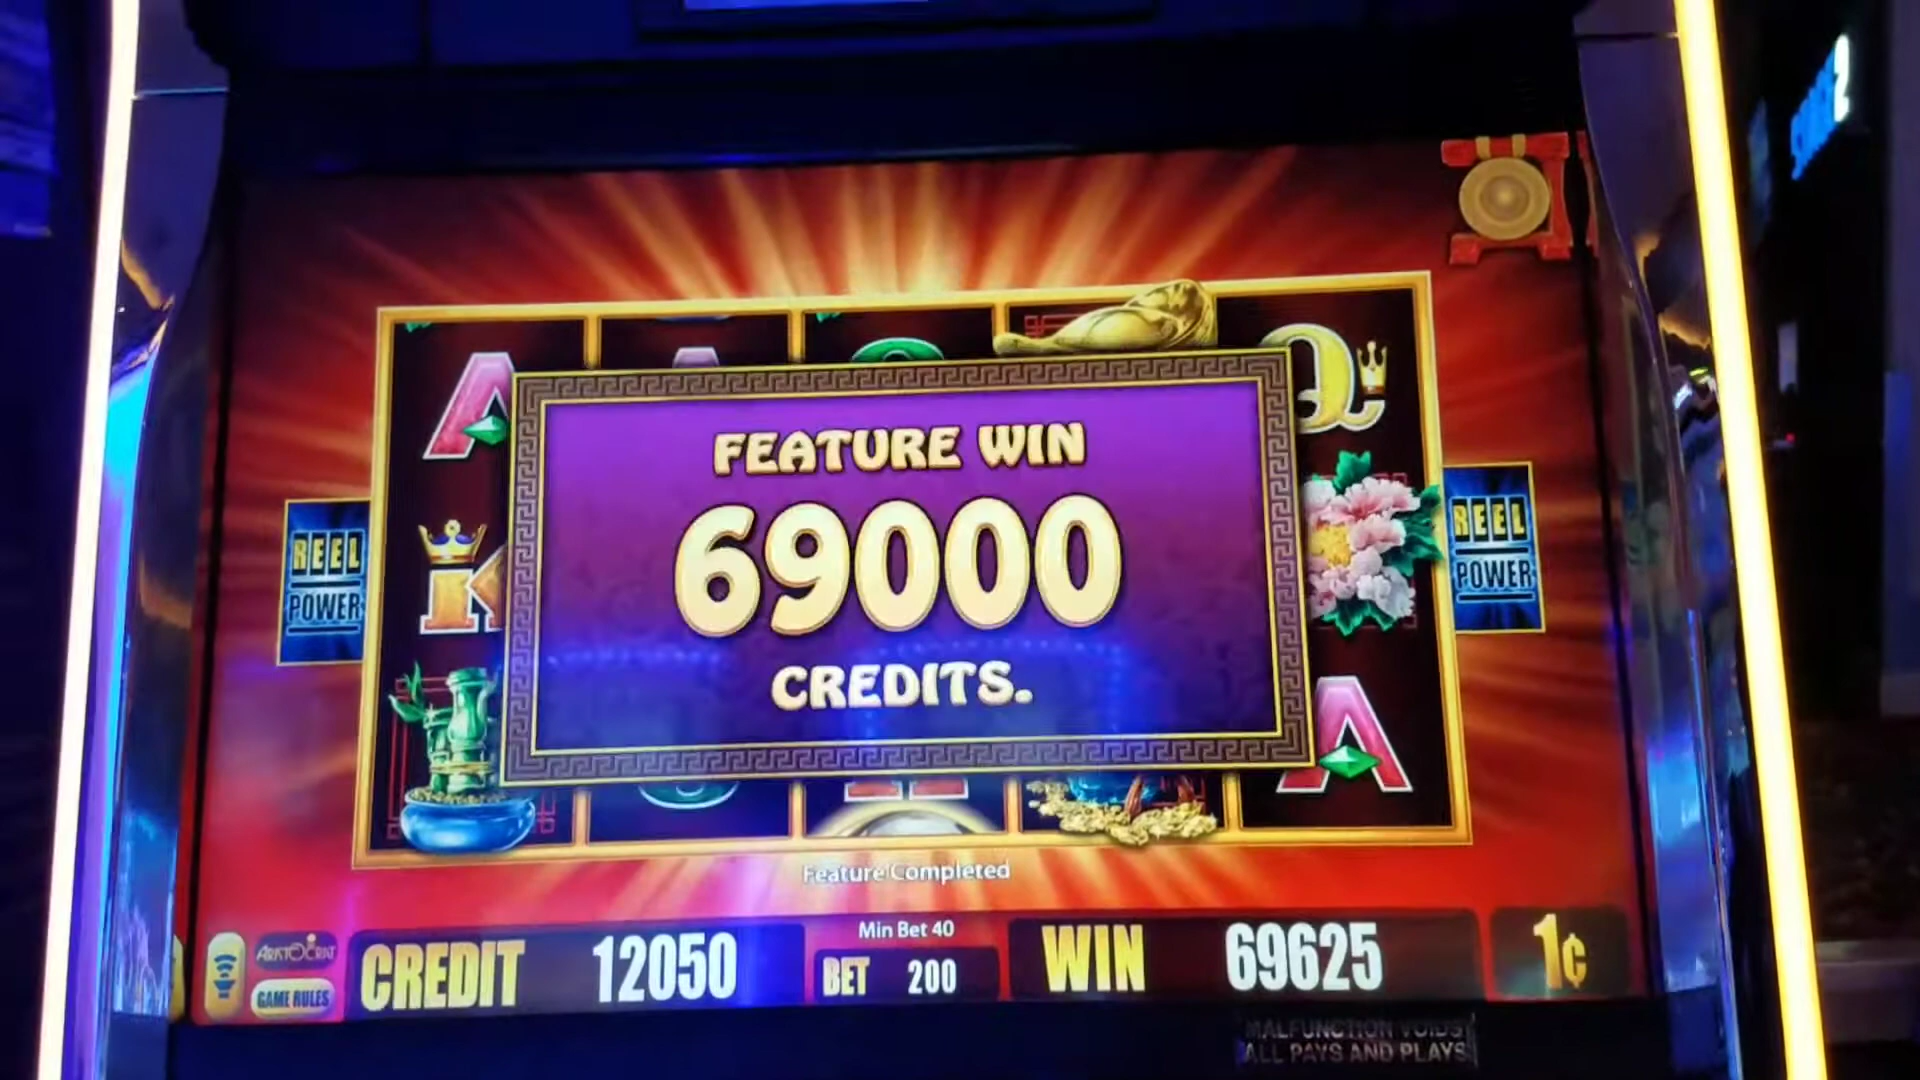 FEATURE WIN
69000
CREDITS.
REEL
POWER
REEL
POWER
A
K
Q
A
Feature Completed
ARISTOCRAT
GAME RULES
CREDIT 12050
Min Bet 40
BET 200
WIN 69625
1¢
MALFUNCTION VOIDS
ALL PAYS AND PLAYS